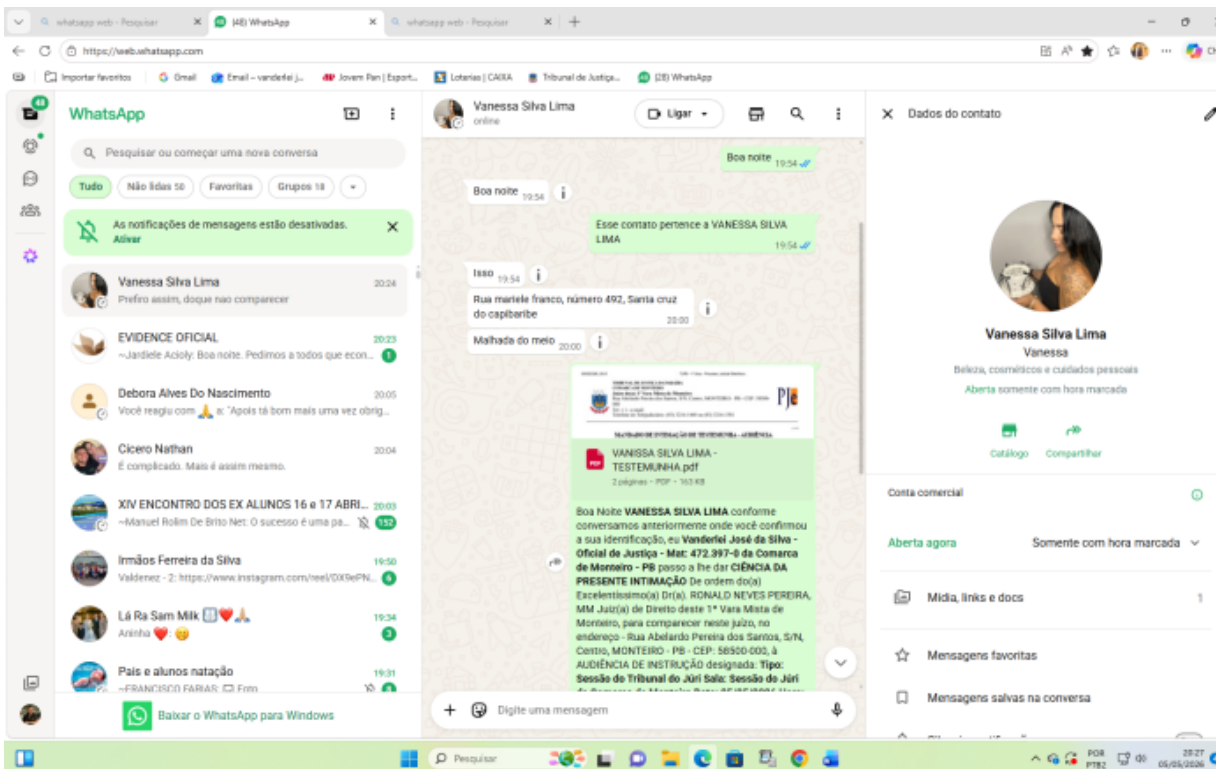 whatsapp web - Pesquisar
(48) WhatsApp
whatsapp web - Pesquisar
https://web.whatsapp.com
Importar favoritos
Gmail
Email – vanderlei j...
Jovem Pan | Esport...
Loterias | CAIXA
Tribunal de Justiça...
(28) WhatsApp
48
WhatsApp
Pesquisar ou começar uma nova conversa
Tudo
Não lidas 50
Favoritas
Grupos 18
As notificações de mensagens estão desativadas.
Ativar
Vanessa Silva Lima
20:24
Prefiro assim, doque nao comparecer
EVIDENCE OFICIAL
20:23
~Jardiele Acioly: Boa noite. Pedimos a todos que econ...
1
Debora Alves Do Nascimento
20:05
Você reagiu com 🙏 a: "Apois tá bom mais uma vez obrig...
Cicero Nathan
20:04
É complicado. Mais é assim mesmo.
XIV ENCONTRO DOS EX ALUNOS 16 e 17 ABRI...
20:03
~Manuel Rolim De Brito Net: O sucesso é uma pa...
152
Irmãos Ferreira da Silva
19:50
Valdenez - 2: https://www.instagram.com/reel/DX9ePN...
6
Lá Ra Sam Milk
19:34
Aninha ❤️: 😊
3
Pais e alunos natação
19:31
~FRANCISCO FARIAS: Foto
Baixar o WhatsApp para Windows
Vanessa Silva Lima
online
Ligar
Boa noite 19:54
Boa noite 19:54
Esse contato pertence a VANESSA SILVA
LIMA
19:54
Isso 19:54
Rua mariele franco, número 492, Santa cruz
do capibaribe
20:00
Malhada do meio 20:00
PJe
MANDADO DE INTIMAÇÃO DE TESTEMUNHA - AUDIÊNCIA
PDF
VANISSA SILVA LIMA -
TESTEMUNHA.pdf
2 páginas • PDF • 163 KB
Boa Noite VANESSA SILVA LIMA conforme
conversamos anteriormente onde você confirmou
a sua identificação, eu Vanderlei José da Silva -
Oficial de Justiça - Mat: 472.397-0 da Comarca
de Monteiro - PB passo a lhe dar CIÊNCIA DA
PRESENTE INTIMAÇÃO De ordem do(a)
Excelentíssimo(a) Dr(a). RONALD NEVES PEREIRA,
MM Juiz(a) de Direito deste 1ª Vara Mista de
Monteiro, para comparecer neste juízo, no
endereço - Rua Abelardo Pereira dos Santos, S/N,
Centro, MONTEIRO - PB - CEP: 58500-000, à
AUDIÊNCIA DE INSTRUÇÃO designada: Tipo:
Sessão do Tribunal do Júri Sala: Sessão do Júri
Digite uma mensagem
Dados do contato
Vanessa Silva Lima
Vanessa
Beleza, cosméticos e cuidados pessoais
Aberta somente com hora marcada
Catálogo
Compartilhar
Conta comercial
Aberta agora
Somente com hora marcada
Mídia, links e docs
1
Mensagens favoritas
Mensagens salvas na conversa
Pesquisar
POR
PTB2
20:27
05/05/2026